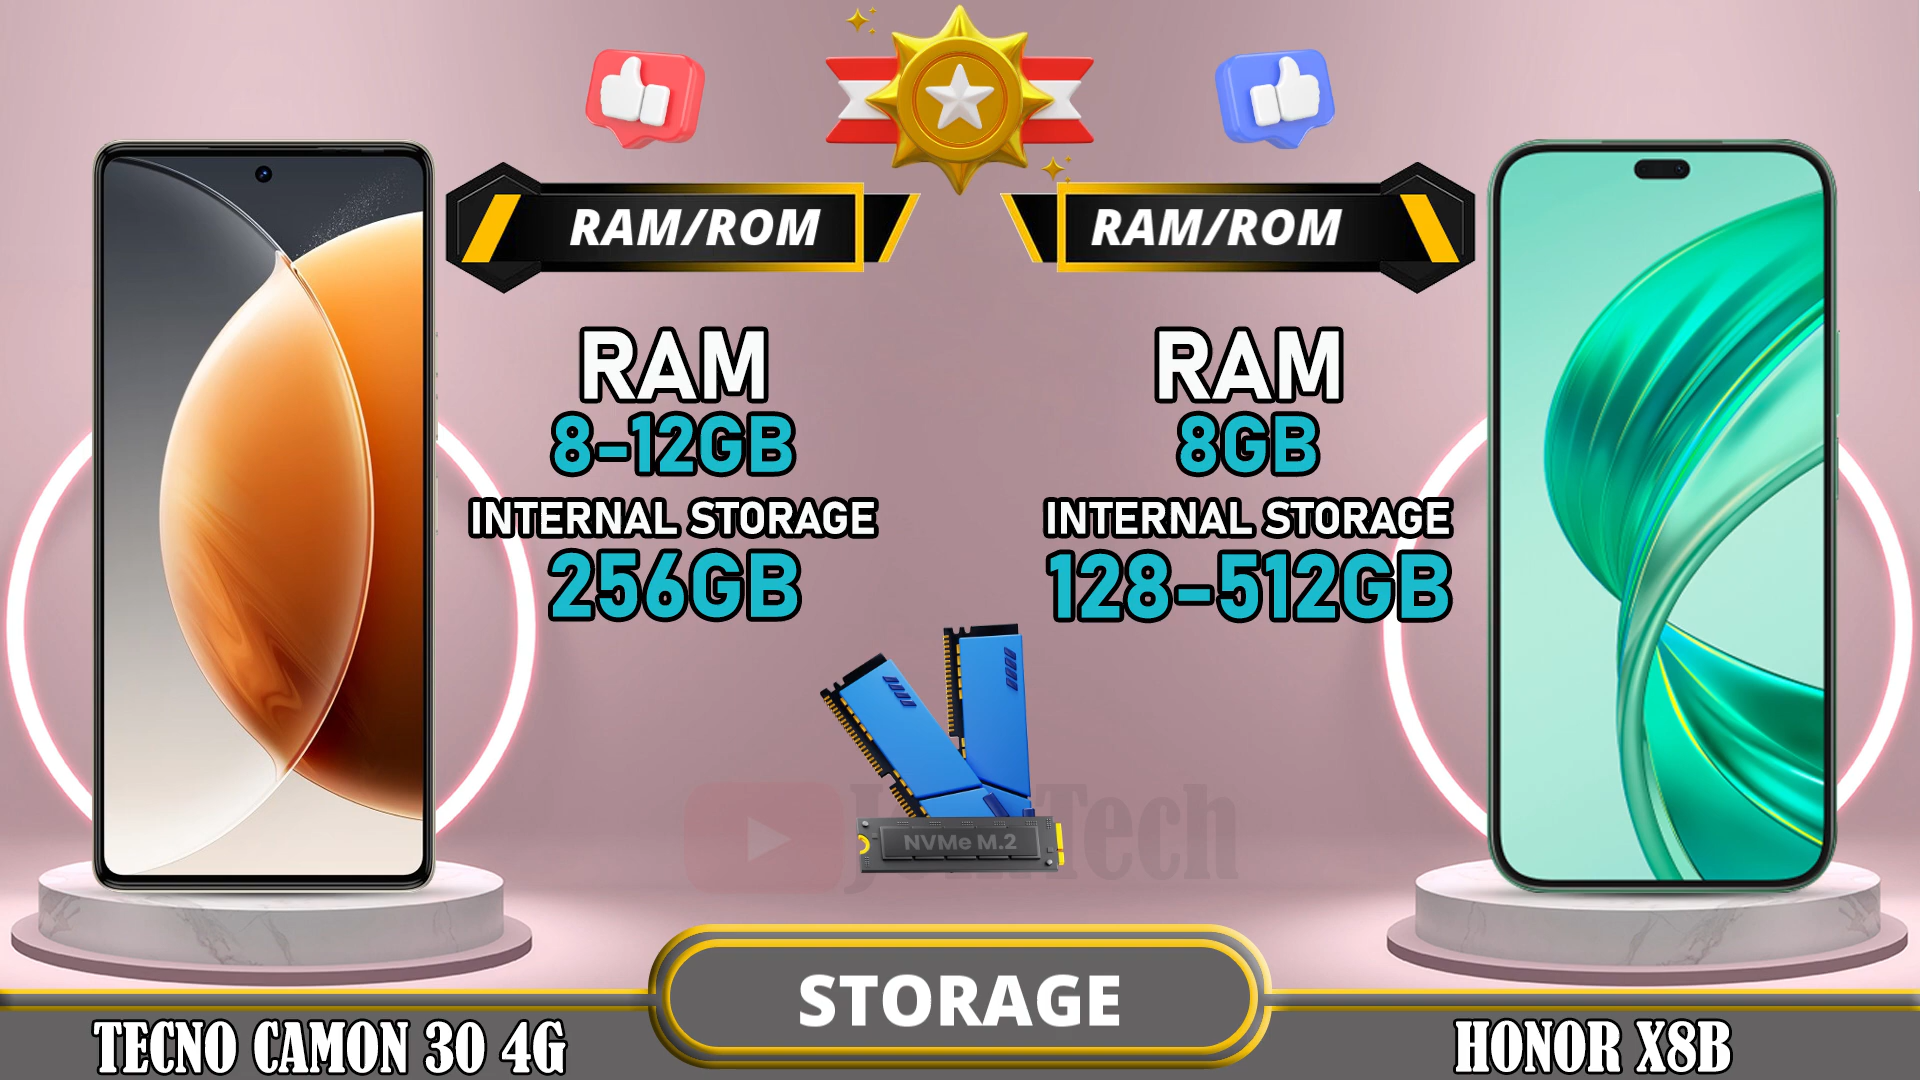 RAM/ROM
RAM
8-12GB
INTERNAL STORAGE
256GB
RAM/ROM
RAM
8GB
INTERNAL STORAGE
128-512GB
NVMe M.2
STORAGE
TECNO CAMON 30 4G
HONOR X8B